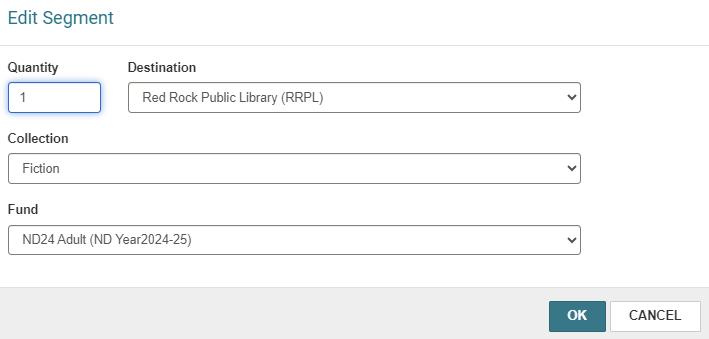 Edit Segment
Quantity Destination
1 Red Rock Public Library (RRPL)
Collection
Fiction
Fund
ND24 Adult (ND Year2024-25)
OK CANCEL